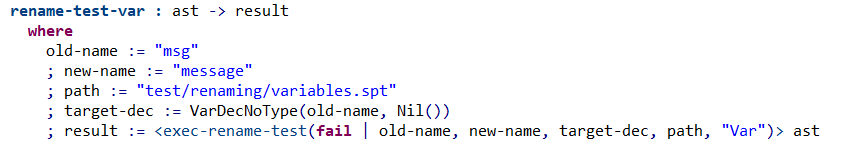 rename-test-var : ast -> result
where
old-name := "msg"
; new-name := "message"
; path := "test/renaming/variables.spt"
; target-dec := VarDecNoType(old-name, Nil())
; result := <exec-rename-test(fail | old-name, new-name, target-dec, path, "Var")> ast